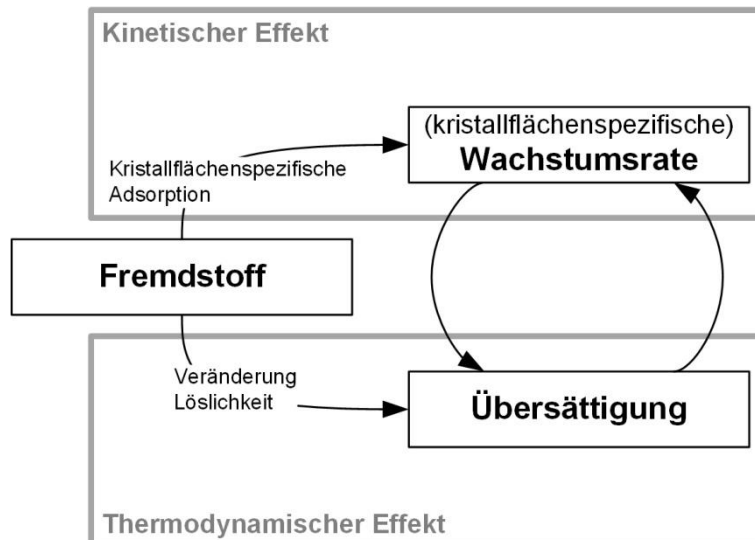 Kinetischer Effekt
(kristallflächenspezifische)
Wachstumsrate
Kristallflächenspezifische
Adsorption
Fremdstoff
Veränderung
Löslichkeit
Übersättigung
Thermodynamischer Effekt